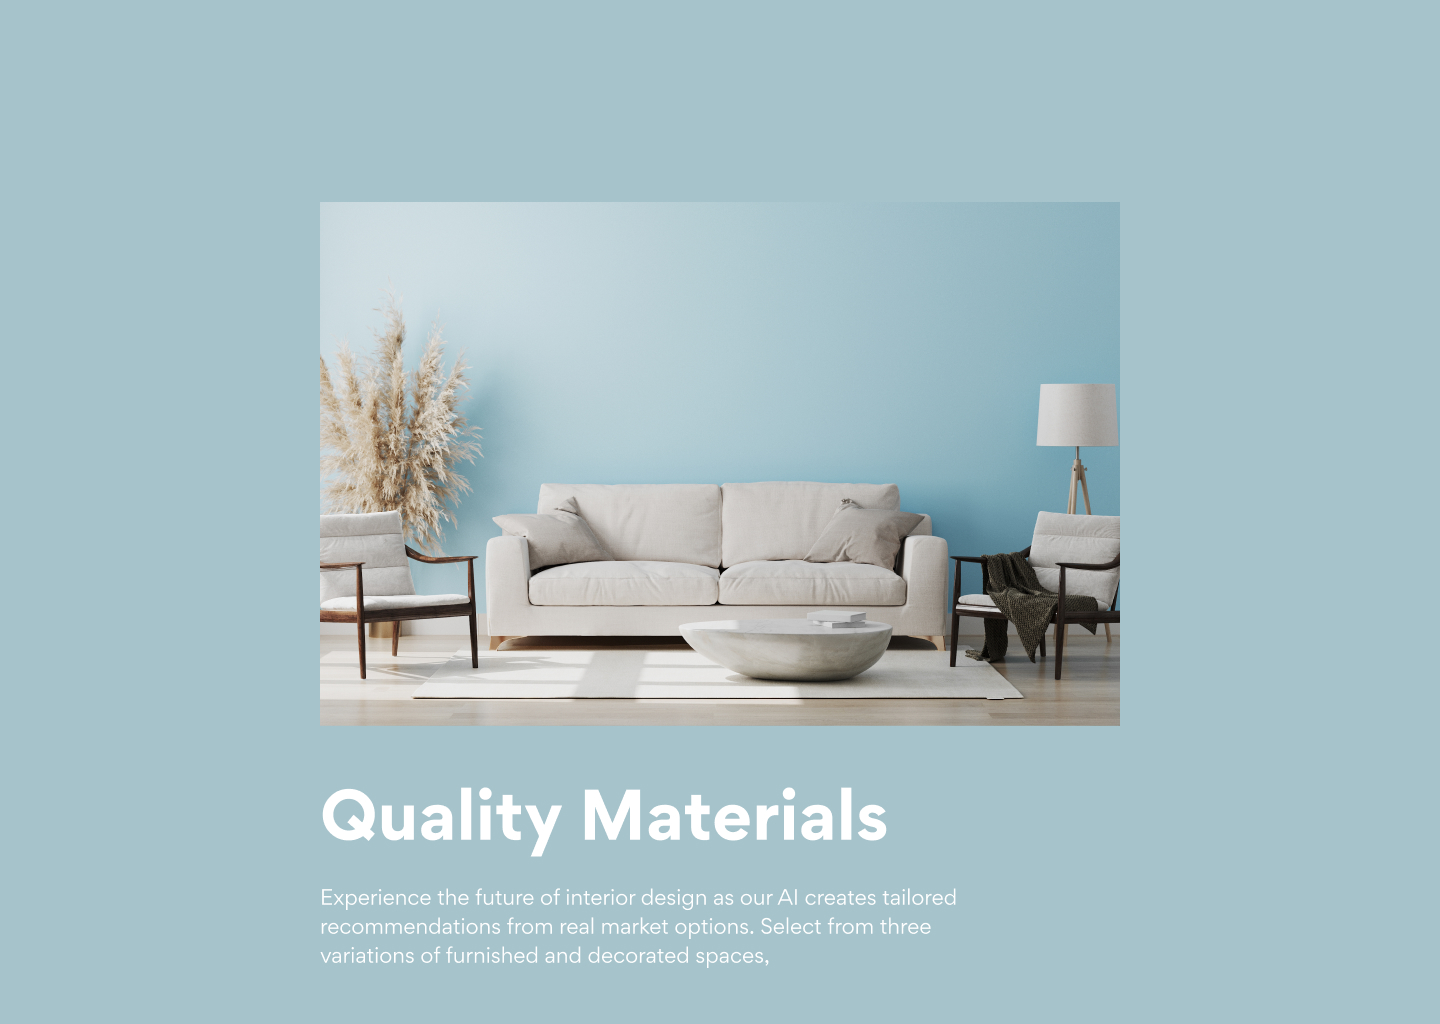 Quality Materials
Experience the future of interior design as our AI creates tailored
recommendations from real market options. Select from three
variations of furnished and decorated spaces,